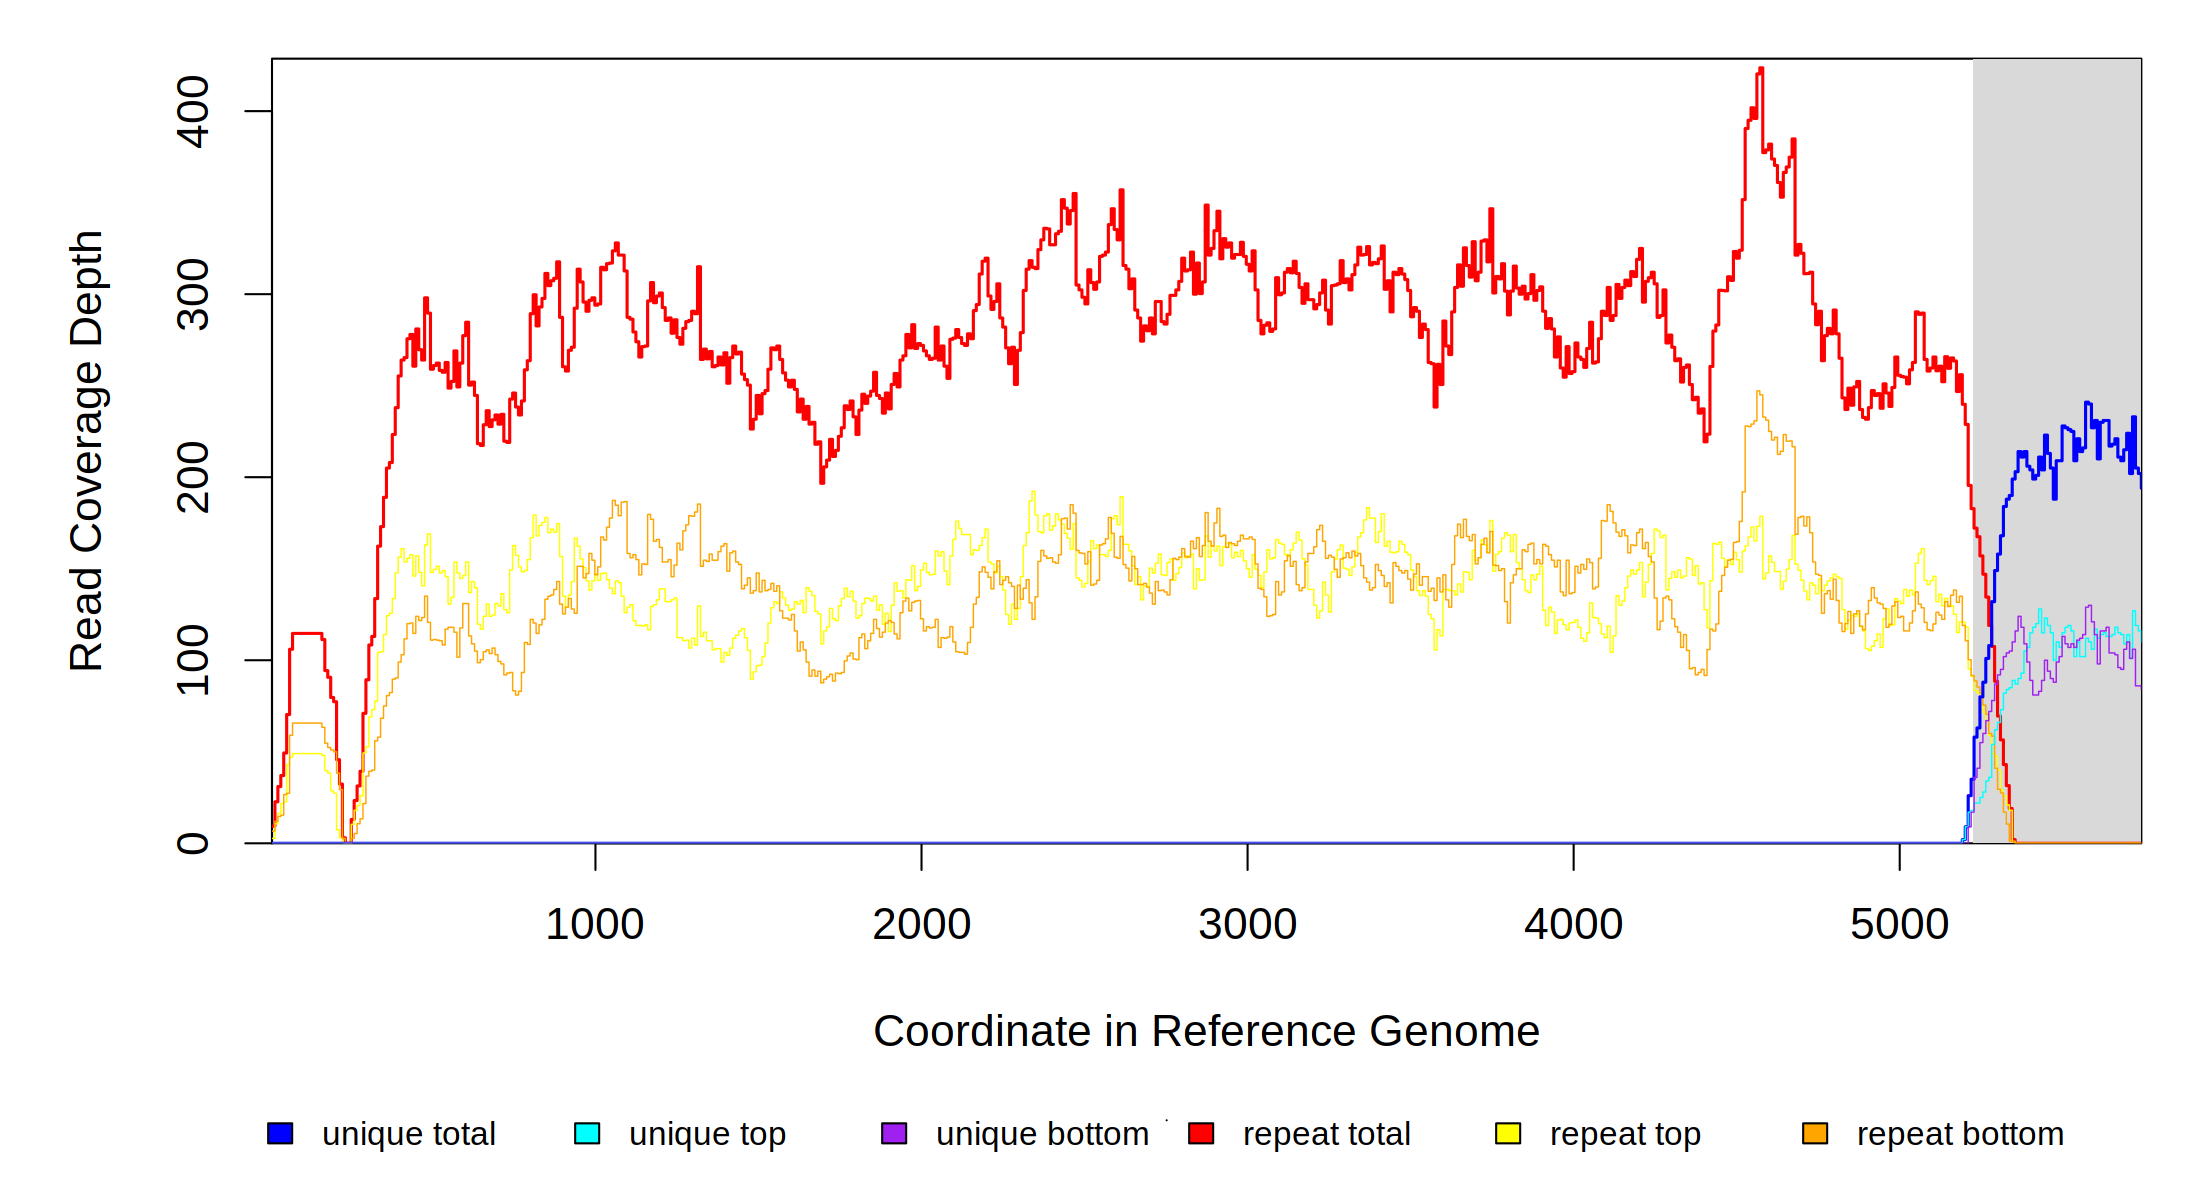 Read Coverage Depth
400
300
200
100
0
1000 2000 3000 4000 5000
Coordinate in Reference Genome
unique total unique top unique bottom repeat total repeat top repeat bottom